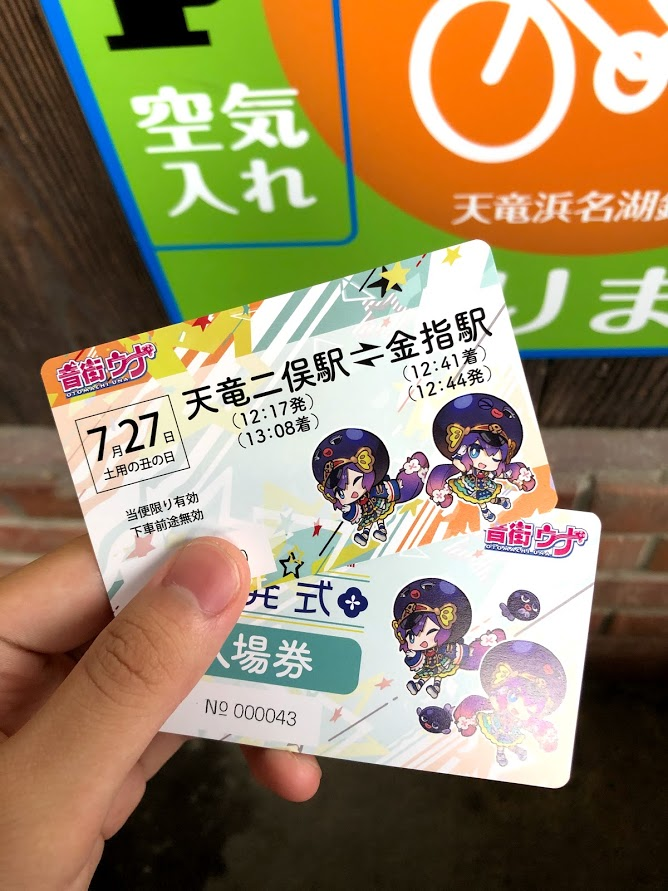 空気
入れ
天竜浜名湖
りま
音街ウナ
OTOMACHI UNA
天竜二俣駅⇌金指駅
(12:17発)
(13:08着)
(12:41着)
(12:44発)
7月27日
土用の丑の日
当便限り有効
下車前途無効
音街ウナ
OTOMACHI UNA
発式
入場券
№ 000043